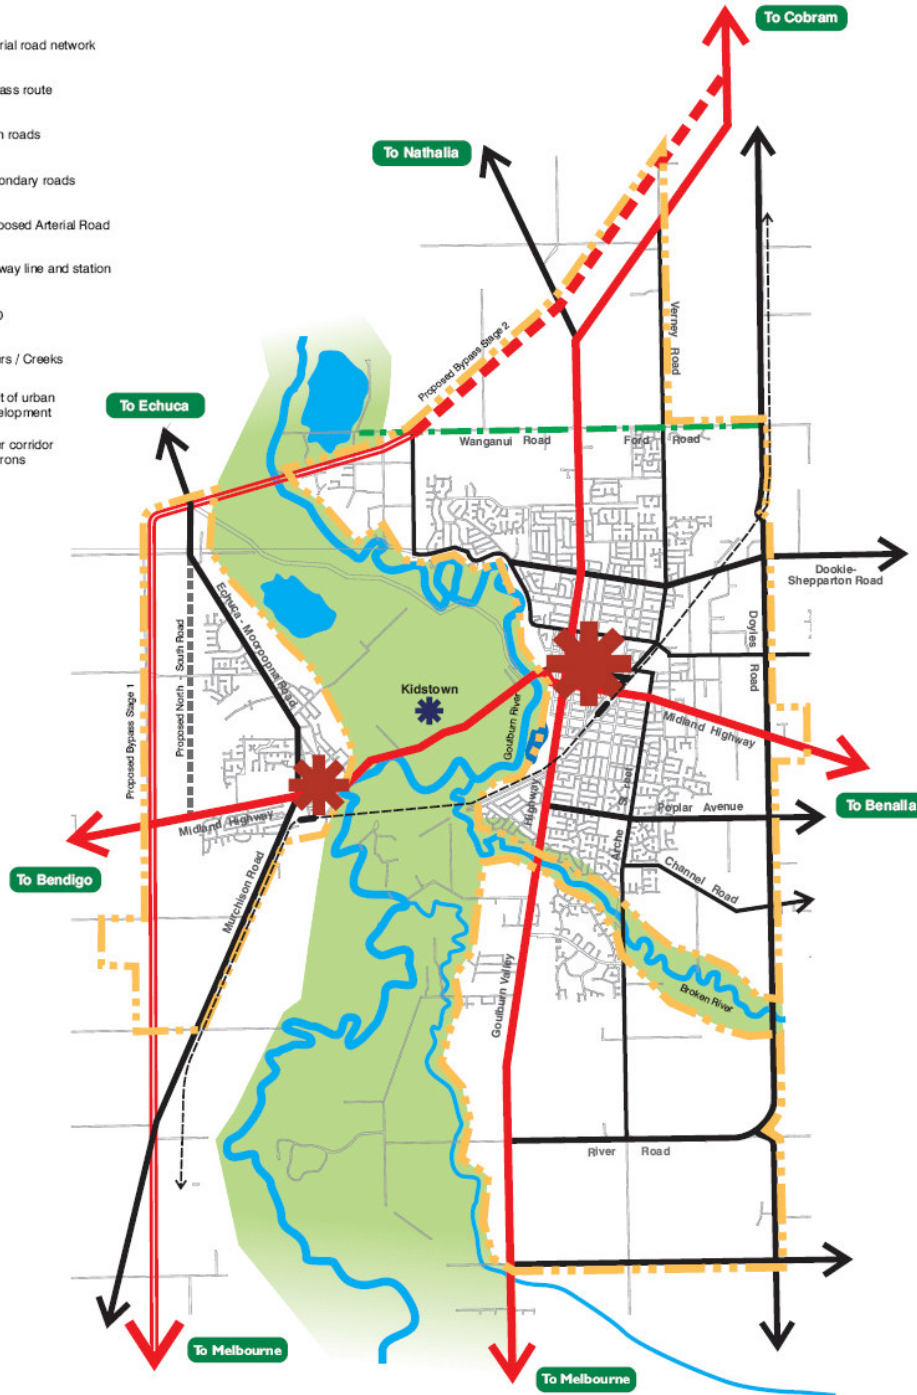 To Cobram
rial road network
ass route
n roads
To Nathalia
ondary roads
posed Arterial Road
way line and station
Verney Road
Proposed Bypass Stage 2
rs / Creeks
t of urban
elopment
To Echuca
er corridor
rons
Wanganui Road
Ford Road
Dookie-
Shepparton Road
Echuca - Mooroopna Road
Doyles Road
Proposed North - South Road
Proposed Bypass Stage 1
Kidstown
Goulburn River
Midland Highway
To Benalla
Poplar Avenue
Highway
Midland Highway
Archer Street
Channel Road
To Bendigo
Murchison Road
Goulburn Valley
Broken River
River Road
To Melbourne
To Melbourne